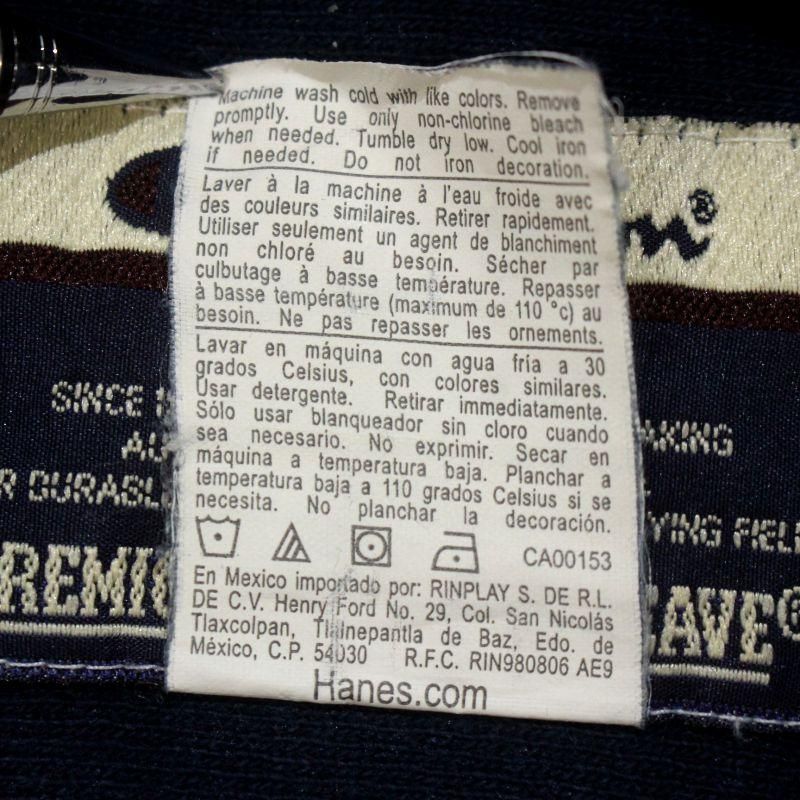 Machine wash cold with like colors. Remove
promptly. Use only non-chlorine bleach
when needed. Tumble dry low. Cool iron
if needed. Do not iron decoration.
Laver à la machine à l'eau froide avec
des couleurs similaires. Retirer rapidement.
Utiliser seulement un agent de blanchiment
non chloré au besoin. Sécher par
culbutage à basse température. Repasser
à basse température (maximum de 110 °c) au
besoin. Ne pas repasser les ornements.
Lavar en máquina con agua fría a 30
grados Celsius, con colores similares.
Usar detergente. Retirar immediatamente.
Sólo usar blanqueador sin cloro cuando
sea necesario. No exprimir. Secar en
máquina a temperatura baja. Planchar a
temperatura baja a 110 grados Celsius si se
necesita. No planchar la decoración.
CA00153
En Mexico importado por: RINPLAY S. DE R.L.
DE C.V. Henry Ford No. 29, Col. San Nicolás
Tlaxcolpan, Tlalnepantla de Baz, Edo. de
México, C.P. 54030 R.F.C. RIN980806 AE9
Hanes.com
SINCE